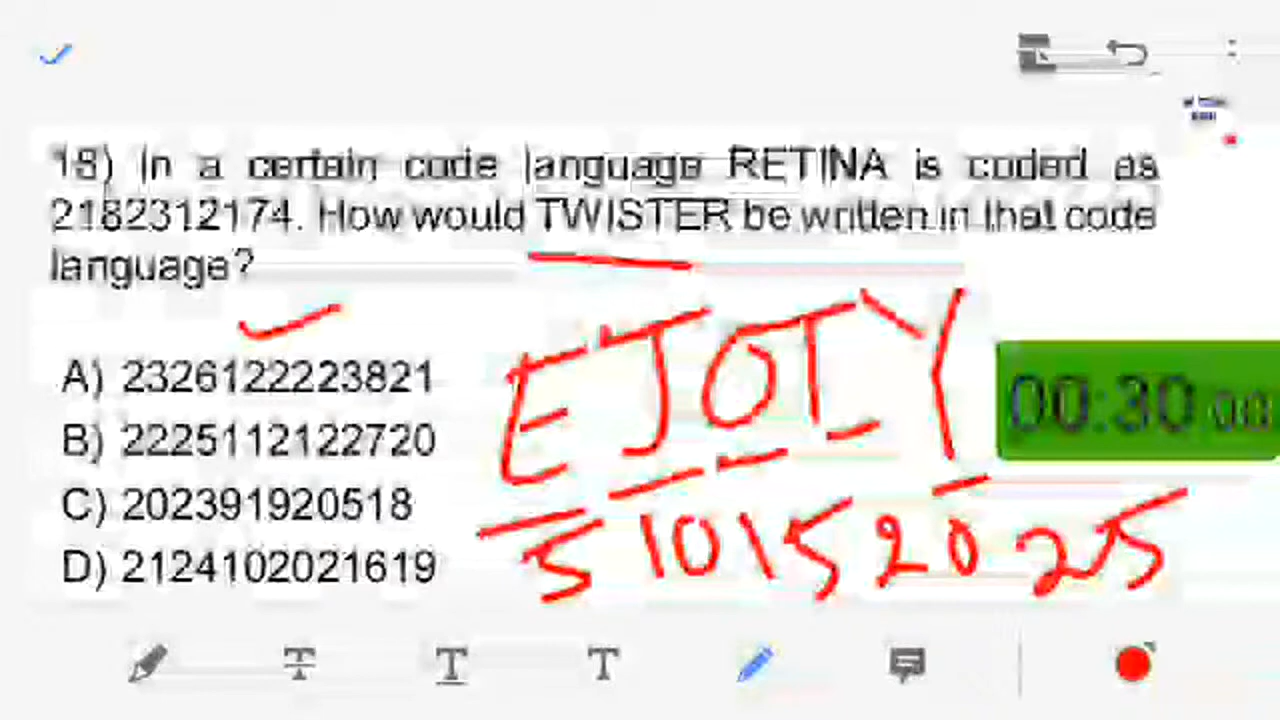 18) In a certain code language RETINA is coded as
2182312174. How would TWISTER be written in that code
language?
A) 2326122223821
B) 2225112122720
C) 202391920518
D) 2124102021619
EJOTY
5 10 15 20 25
00:30
T
T
T